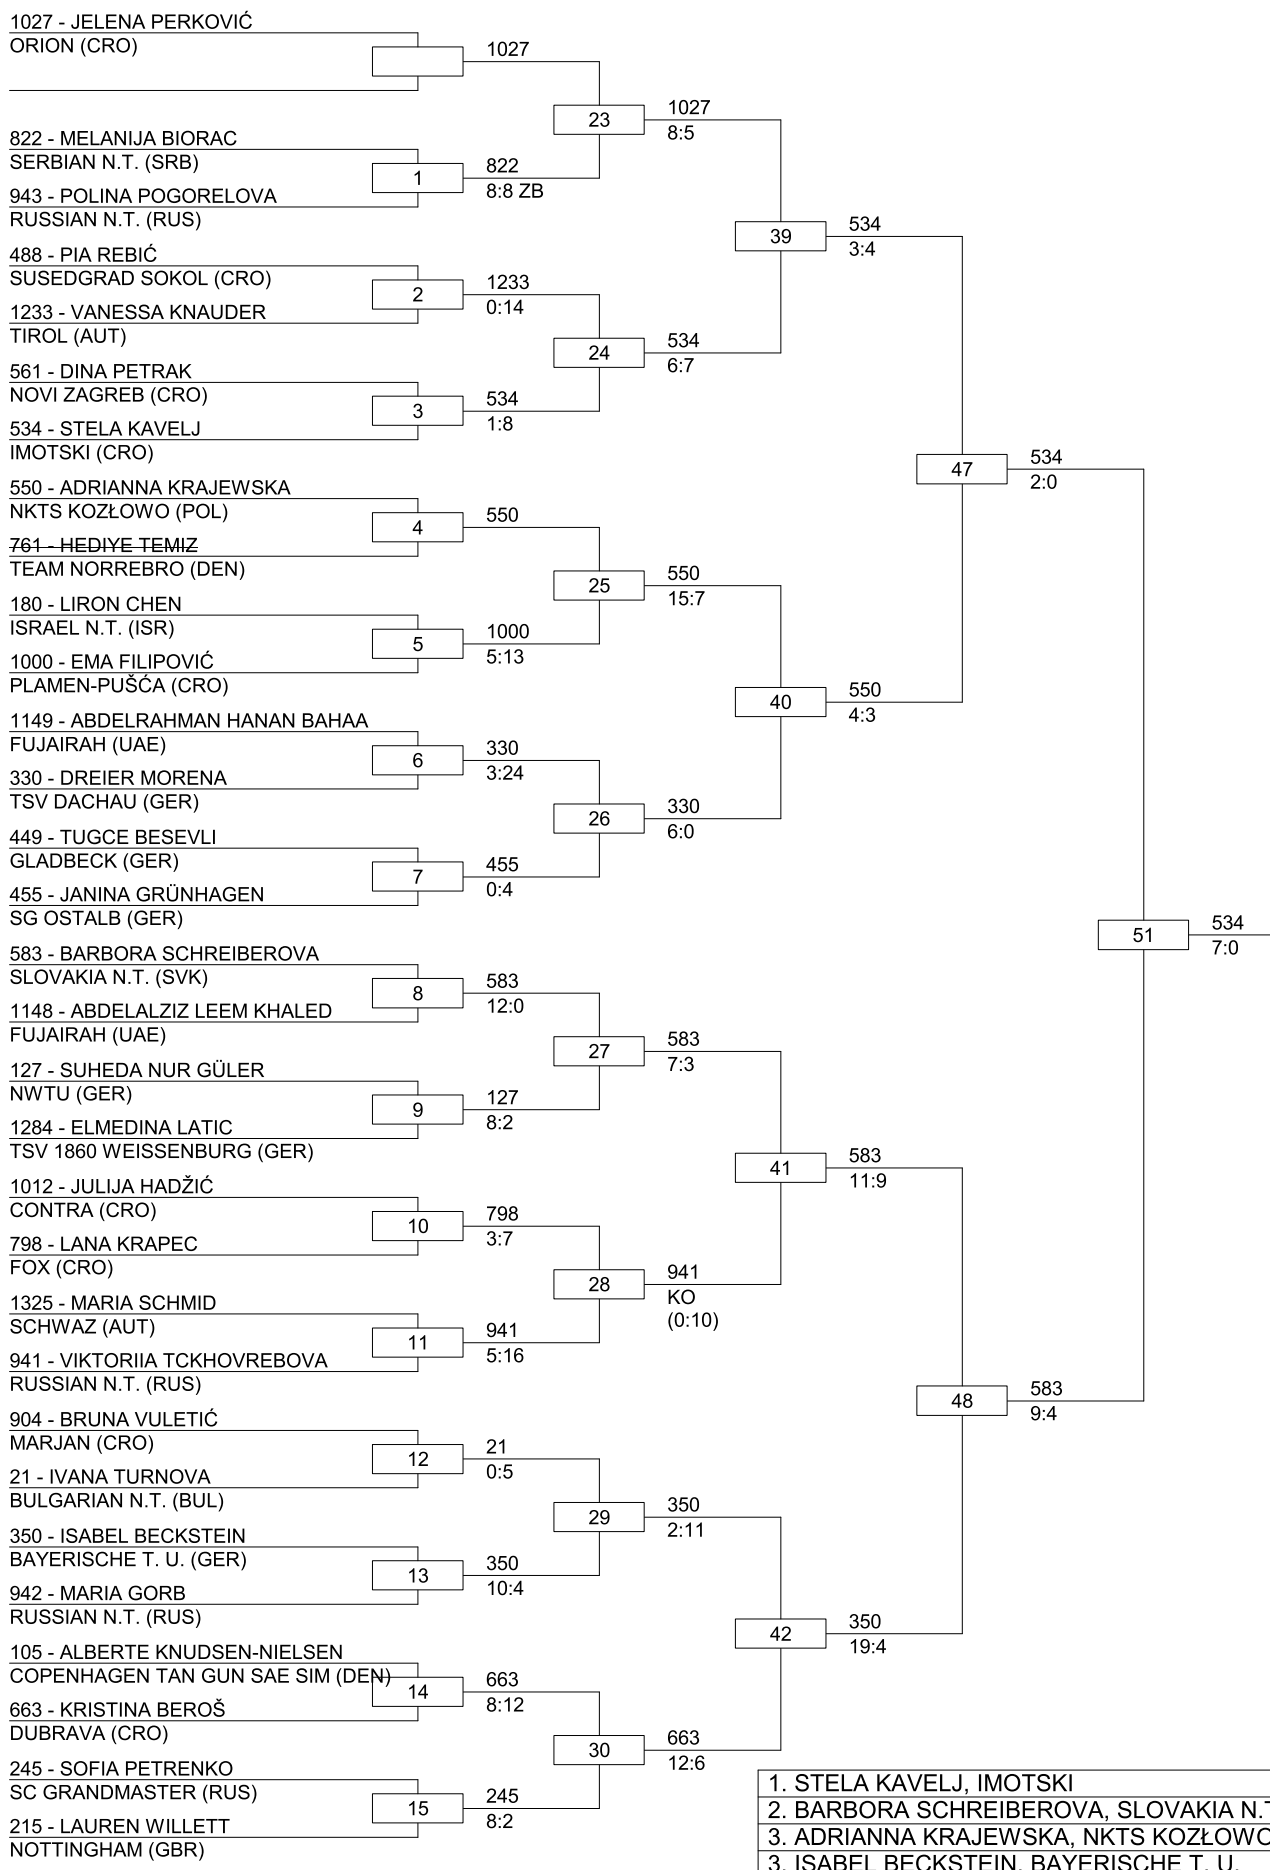 1027 - JELENA PERKOVIĆ
ORION (CRO)
822 - MELANIJA BIORAC
SERBIAN N.T. (SRB)
943 - POLINA POGORELOVA
RUSSIAN N.T. (RUS)
488 - PIA REBIĆ
SUSEDGRAD SOKOL (CRO)
1233 - VANESSA KNAUDER
TIROL (AUT)
561 - DINA PETRAK
NOVI ZAGREB (CRO)
534 - STELA KAVELJ
IMOTSKI (CRO)
550 - ADRIANNA KRAJEWSKA
NKTS KOZŁOWO (POL)
761 - HEDIYE TEMIZ
TEAM NORREBRO (DEN)
180 - LIRON CHEN
ISRAEL N.T. (ISR)
1000 - EMA FILIPOVIĆ
PLAMEN-PUŠĆA (CRO)
1149 - ABDELRAHMAN HANAN BAHAA
FUJAIRAH (UAE)
330 - DREIER MORENA
TSV DACHAU (GER)
449 - TUGCE BESEVLI
GLADBECK (GER)
455 - JANINA GRÜNHAGEN
SG OSTALB (GER)
583 - BARBORA SCHREIBEROVA
SLOVAKIA N.T. (SVK)
1148 - ABDELALZIZ LEEM KHALED
FUJAIRAH (UAE)
127 - SUHEDA NUR GÜLER
NWTU (GER)
1284 - ELMEDINA LATIC
TSV 1860 WEISSENBURG (GER)
1012 - JULIJA HADŽIĆ
CONTRA (CRO)
798 - LANA KRAPEC
FOX (CRO)
1325 - MARIA SCHMID
SCHWAZ (AUT)
941 - VIKTORIIA TCKHOVREBOVA
RUSSIAN N.T. (RUS)
904 - BRUNA VULETIĆ
MARJAN (CRO)
21 - IVANA TURNOVA
BULGARIAN N.T. (BUL)
350 - ISABEL BECKSTEIN
BAYERISCHE T. U. (GER)
942 - MARIA GORB
RUSSIAN N.T. (RUS)
105 - ALBERTE KNUDSEN-NIELSEN
COPENHAGEN TAN GUN SAE SIM (DEN)
663 - KRISTINA BEROŠ
DUBRAVA (CRO)
245 - SOFIA PETRENKO
SC GRANDMASTER (RUS)
215 - LAUREN WILLETT
NOTTINGHAM (GBR)
1027
1
822
8:8 ZB
2
1233
0:14
3
534
1:8
4
550
5
1000
5:13
6
330
3:24
7
455
0:4
8
583
12:0
9
127
8:2
10
798
3:7
11
941
5:16
12
21
0:5
13
350
10:4
14
663
8:12
15
245
8:2
23
1027
8:5
24
534
6:7
25
550
15:7
26
330
6:0
27
583
7:3
28
941
KO
(0:10)
29
350
2:11
30
663
12:6
39
534
3:4
40
550
4:3
41
583
11:9
42
350
19:4
47
534
2:0
48
583
9:4
51
534
7:0
1. STELA KAVELJ, IMOTSKI
2. BARBORA SCHREIBEROVA, SLOVAKIA N.T
3. ADRIANNA KRAJEWSKA, NKTS KOZŁOWO
3. ISABEL BECKSTEIN, BAYERISCHE T. U.